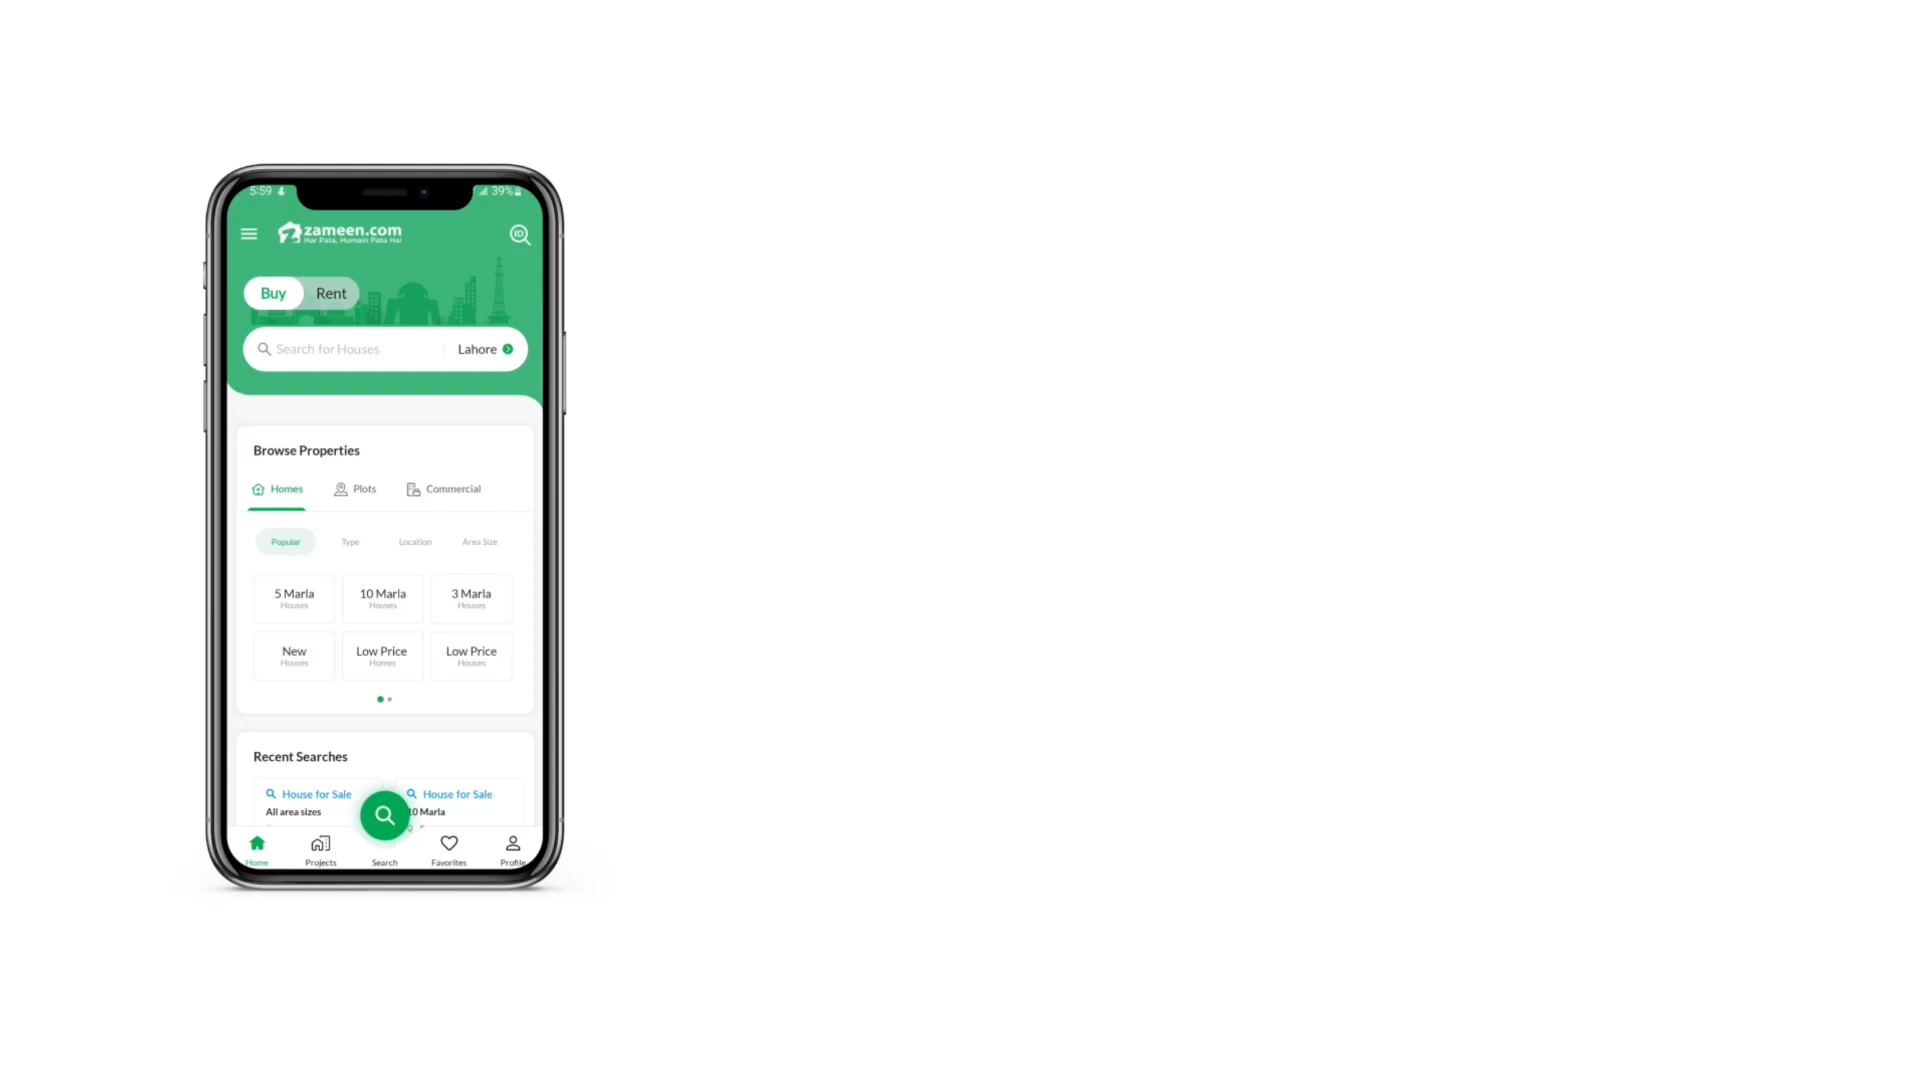 5:59 39%
zameen.com
Har Pata, Humain Pata Hai
ID
Buy Rent
Search for Houses Lahore
Browse Properties
Homes Plots Commercial
Popular Type Location Area Size
5 Marla 10 Marla 3 Marla
Houses Houses Houses
New Low Price Low Price
Houses Homes Houses
Recent Searches
House for Sale House for Sale
All area sizes 10 Marla
Home Projects Search Favorites Profile